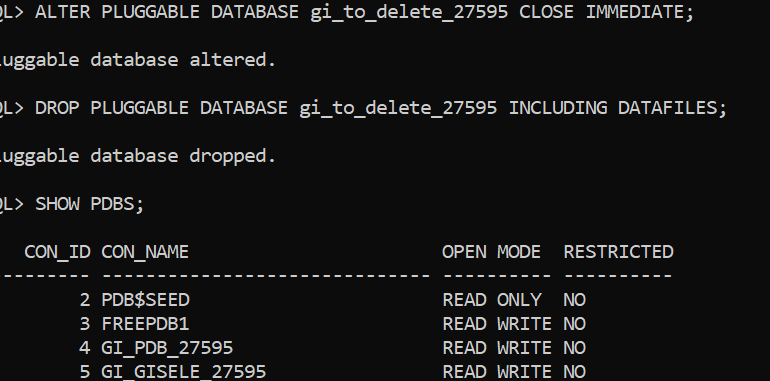 QL> ALTER PLUGGABLE DATABASE gi_to_delete_27595 CLOSE IMMEDIATE;
luggable database altered.
QL> DROP PLUGGABLE DATABASE gi_to_delete_27595 INCLUDING DATAFILES;
luggable database dropped.
QL> SHOW PDBS;
CON_ID CON_NAME OPEN MODE RESTRICTED
-------- ------------------------------ ---------- ----------
2 PDB$SEED READ ONLY NO
3 FREEPDB1 READ WRITE NO
4 GI_PDB_27595 READ WRITE NO
5 GI_GISELE_27595 READ WRITE NO